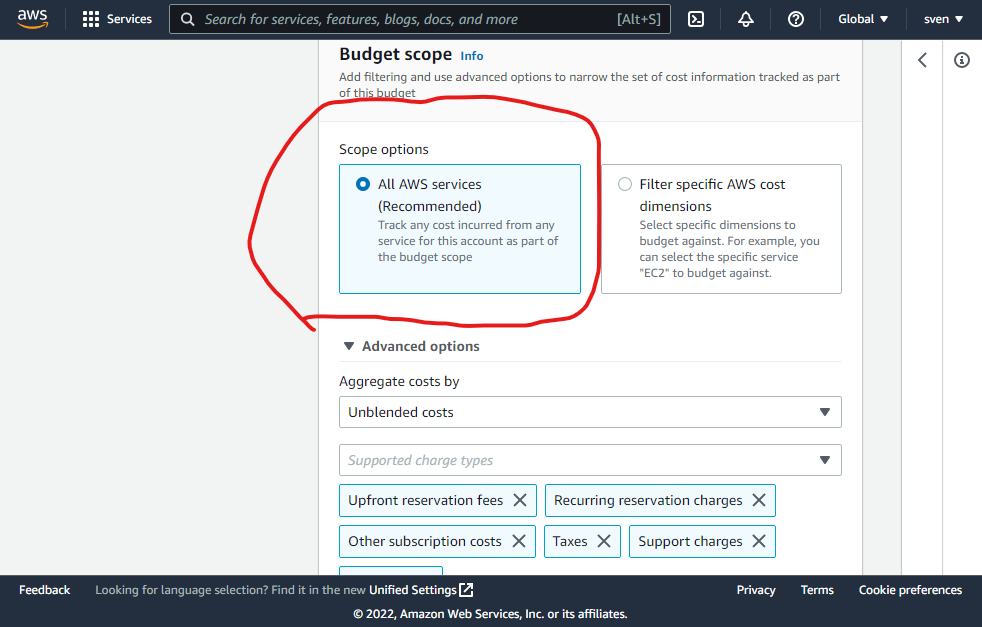 aws
Services
Search for services, features, blogs, docs, and more
[Alt+S]
Global
sven
Budget scope Info
Add filtering and use advanced options to narrow the set of cost information tracked as part
of this budget
Scope options
All AWS services
(Recommended)
Track any cost incurred from any
service for this account as part of
the budget scope
Filter specific AWS cost
dimensions
Select specific dimensions to
budget against. For example, you
can select the specific service
"EC2" to budget against.
Advanced options
Aggregate costs by
Unblended costs
Supported charge types
Upfront reservation fees
Recurring reservation charges
Other subscription costs
Taxes
Support charges
Feedback
Looking for language selection? Find it in the new Unified Settings
Privacy
Terms
Cookie preferences
© 2022, Amazon Web Services, Inc. or its affiliates.